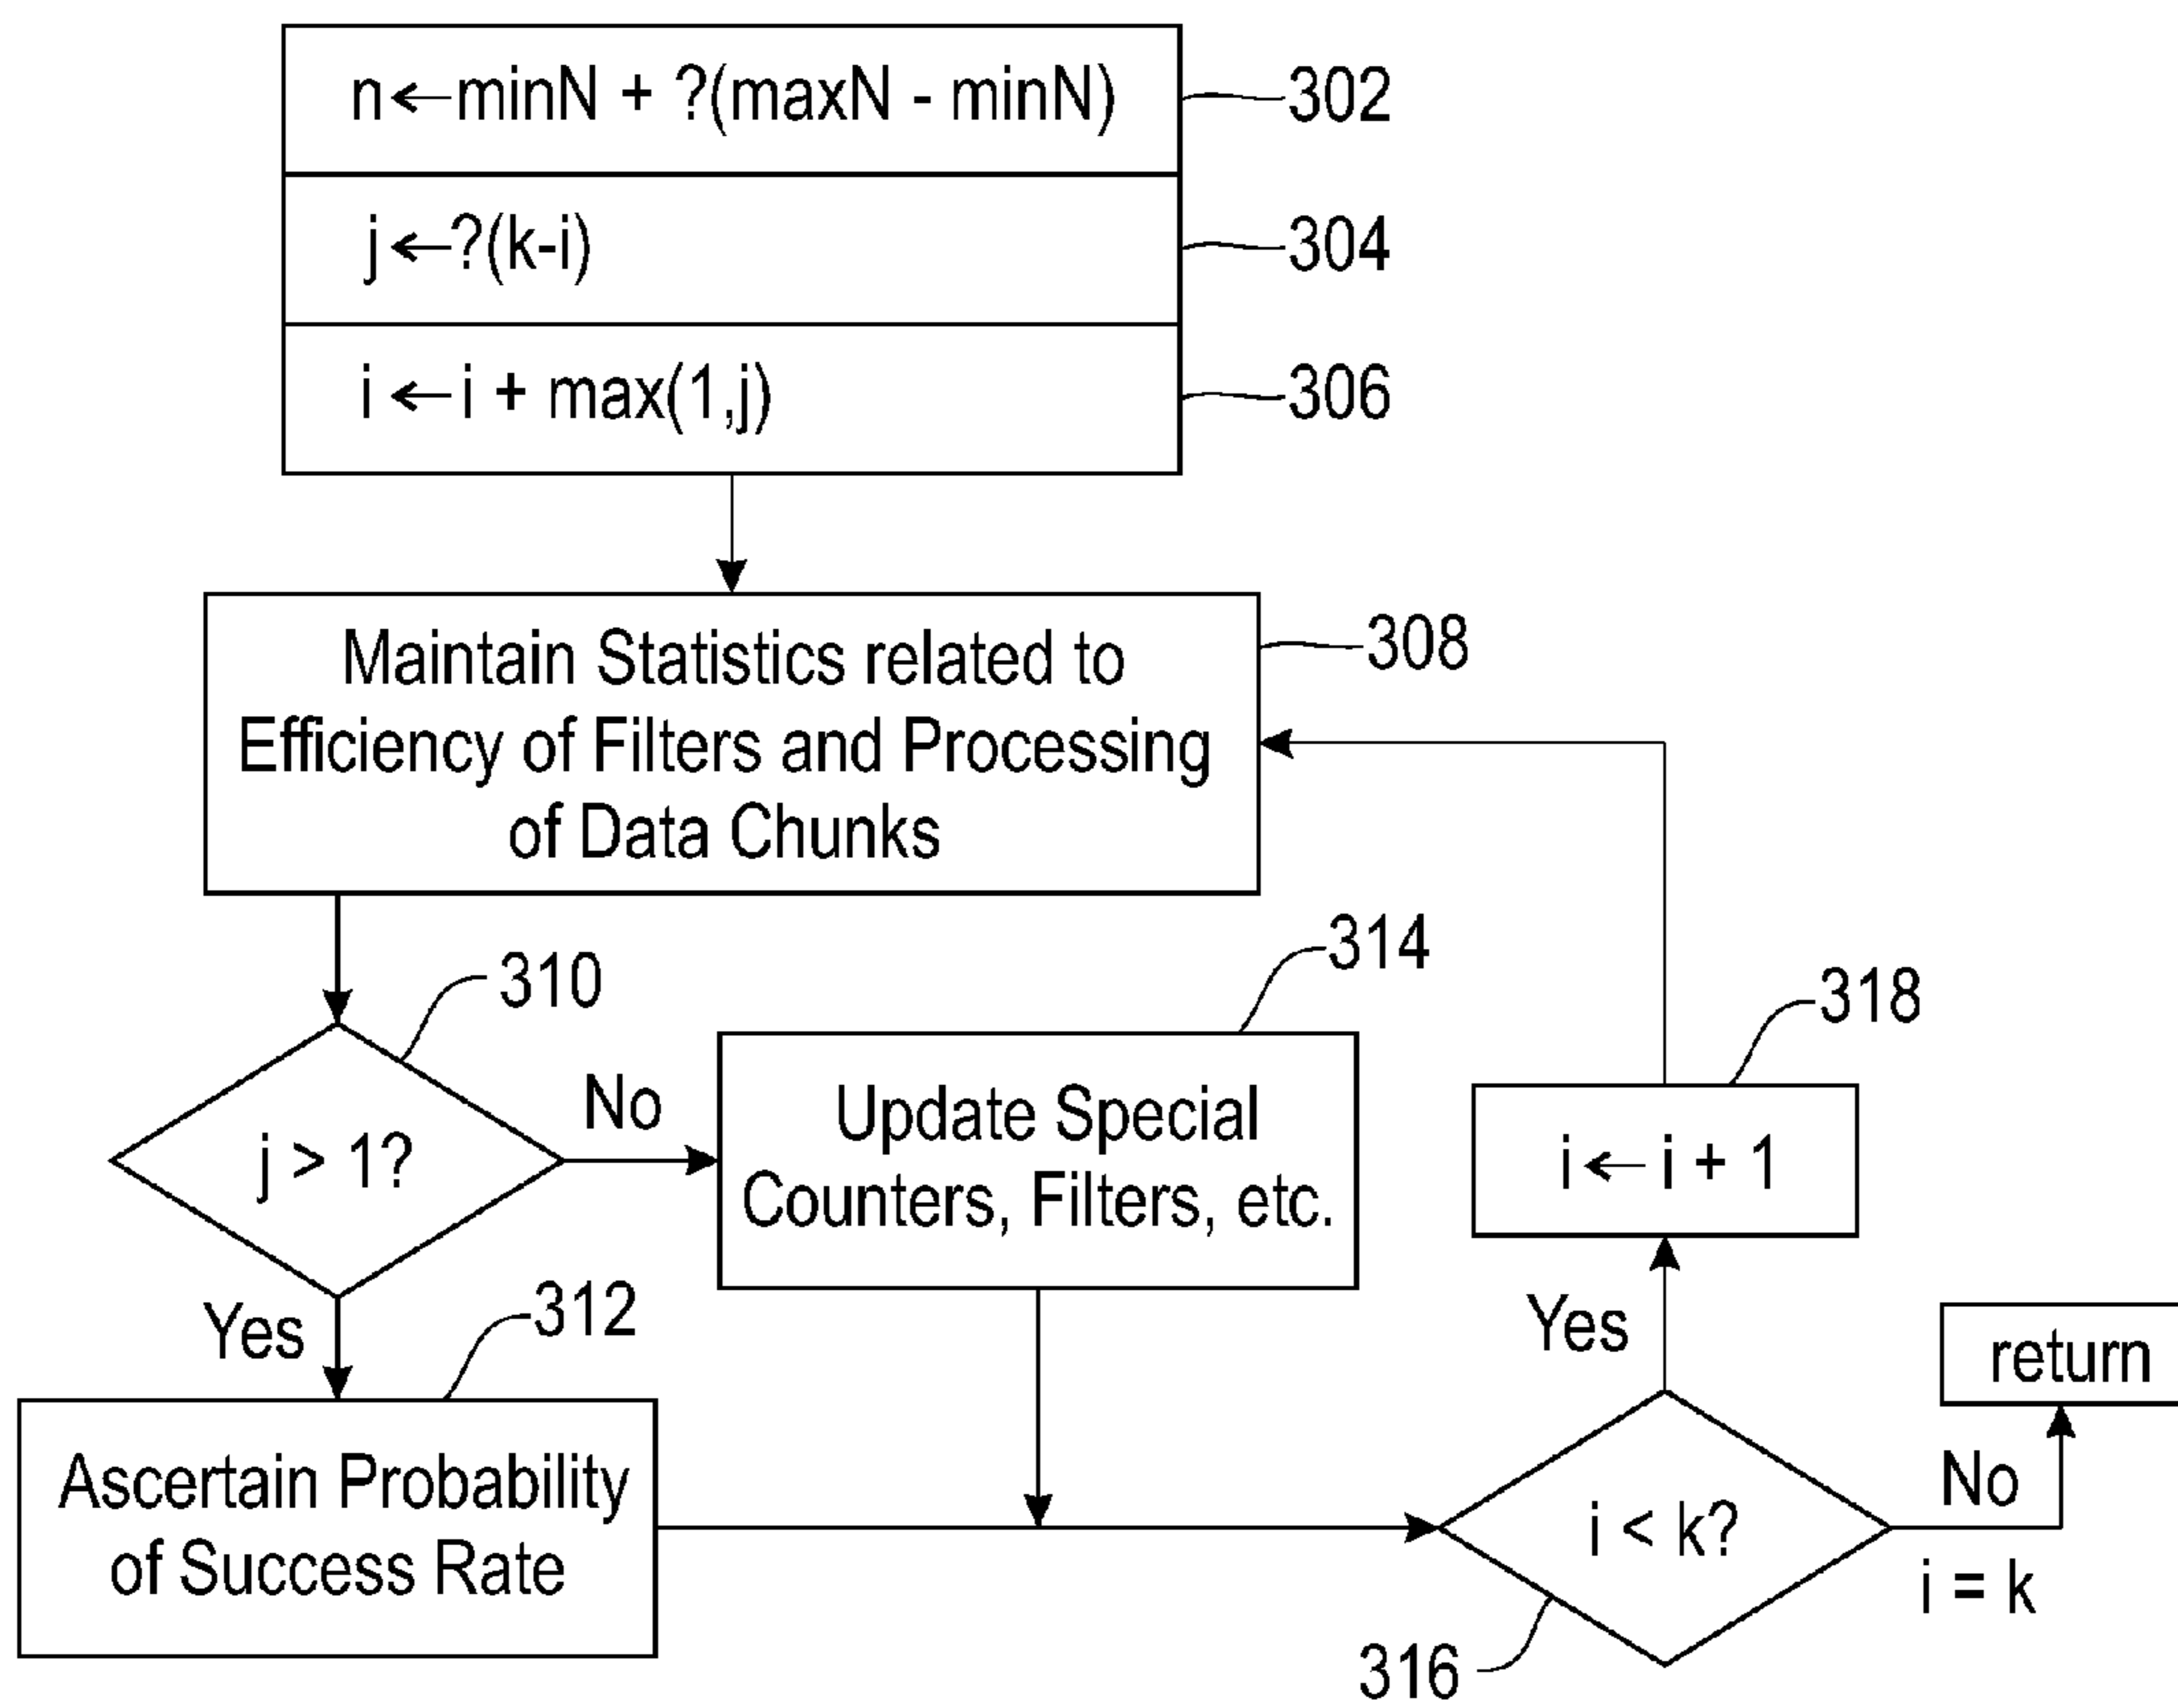 n←minN + ?(maxN - minN)
302
j←?(k-i)
304
i ←i + max(1,j)
306
Maintain Statistics related to
Efficiency of Filters and Processing
of Data Chunks
308
310
j > 1?
No
Yes
314
Update Special
Counters, Filters, etc.
318
i← i + 1
312
Ascertain Probability
of Success Rate
Yes
return
i < k?
No
i = k
316